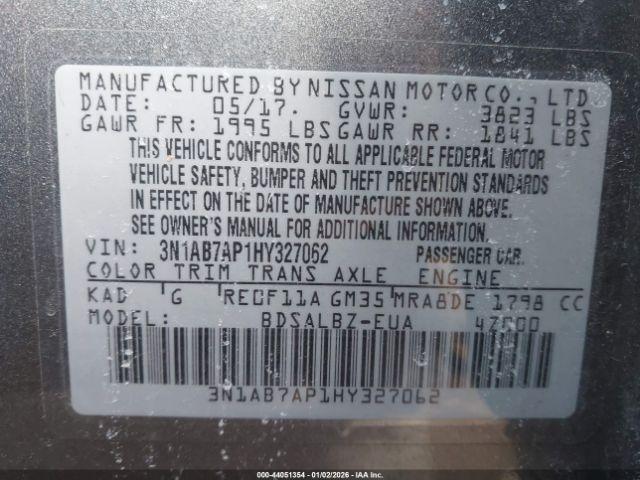 MANUFACTURED BY NISSAN MOTOR CO., LTD
DATE: 05/17. GVWR: 3823 LBS
GAWR FR: 1995 LBS GAWR RR: 1841 LBS
THIS VEHICLE CONFORMS TO ALL APPLICABLE FEDERAL MOTOR
VEHICLE SAFETY, BUMPER AND THEFT PREVENTION STANDARDS
IN EFFECT ON THE DATE OF MANUFACTURE SHOWN ABOVE.
SEE OWNER'S MANUAL FOR ADDITIONAL INFORMATION.
VIN: 3N1AB7AP1HY327062 PASSENGER CAR.
COLOR TRIM TRANS AXLE ENGINE
KAD G RE0F11A GM35 MRA8DE 1798 CC
MODEL: BDSALBZ-EUA
3N1AB7AP1HY327062
000-44051354 - 01/02/2026 - IAA Inc.